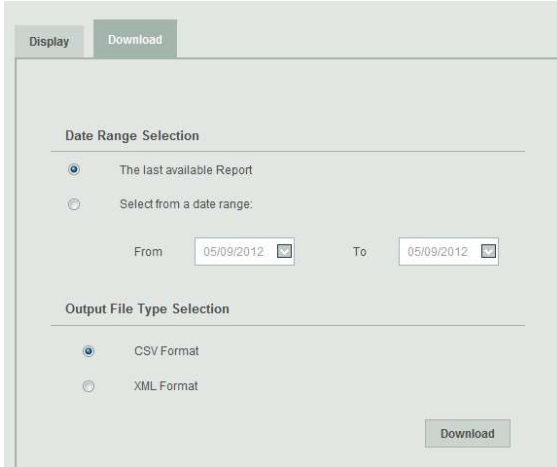 Display Download
Date Range Selection
The last available Report
Select from a date range:
From 05/09/2012 To 05/09/2012
Output File Type Selection
CSV Format
XML Format
Download